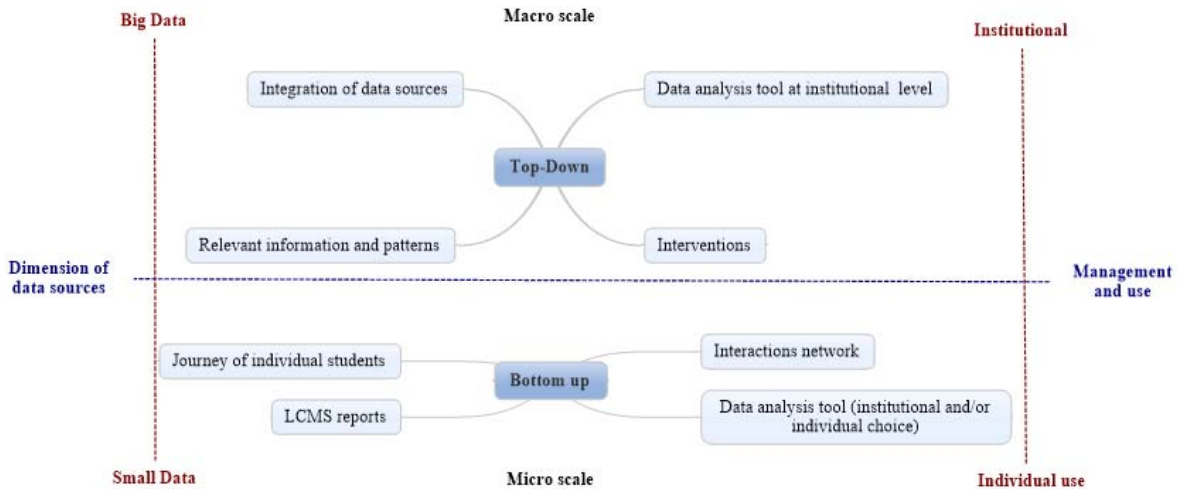 Big Data
Macro scale
Institutional
Integration of data sources
Data analysis tool at institutional level
Top-Down
Relevant information and patterns
Interventions
Dimension of
data sources
Management
and use
Journey of individual students
Interactions network
Bottom up
LCMS reports
Data analysis tool (institutional and/or
individual choice)
Small Data
Micro scale
Individual use